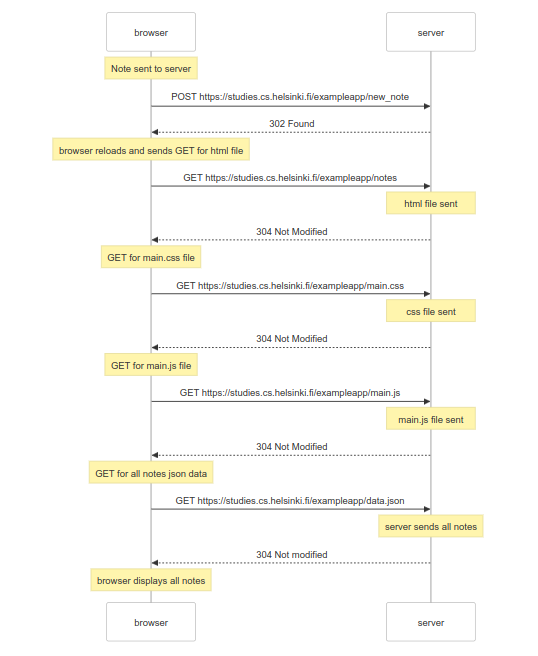 browser server
Note sent to server
POST https://studies.cs.helsinki.fi/exampleapp/new_note
302 Found
browser reloads and sends GET for html file
GET https://studies.cs.helsinki.fi/exampleapp/notes
html file sent
304 Not Modified
GET for main.css file
GET https://studies.cs.helsinki.fi/exampleapp/main.css
css file sent
304 Not Modified
GET for main.js file
GET https://studies.cs.helsinki.fi/exampleapp/main.js
main.js file sent
304 Not Modified
GET for all notes json data
GET https://studies.cs.helsinki.fi/exampleapp/data.json
server sends all notes
304 Not modified
browser displays all notes
browser server